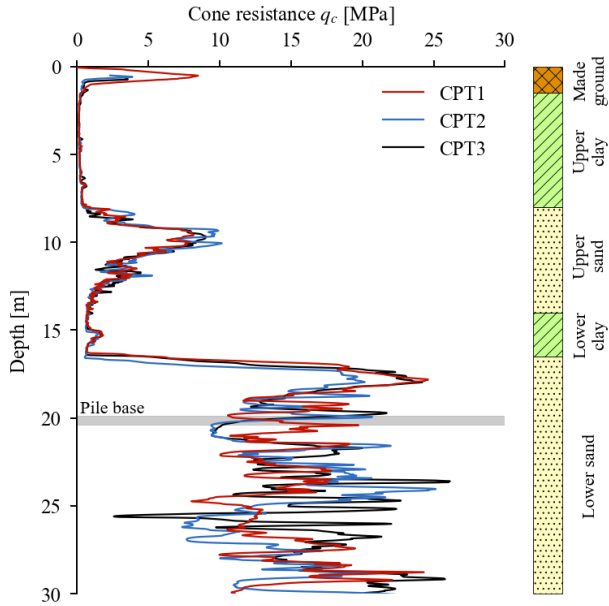 Cone resistance q_c [MPa]
0 5 10 15 20 25 30
0
5
10
15
20
25
30
Depth [m]
CPT1
CPT2
CPT3
Pile base
Made
ground
Upper
clay
Upper
sand
Lower
clay
Lower sand